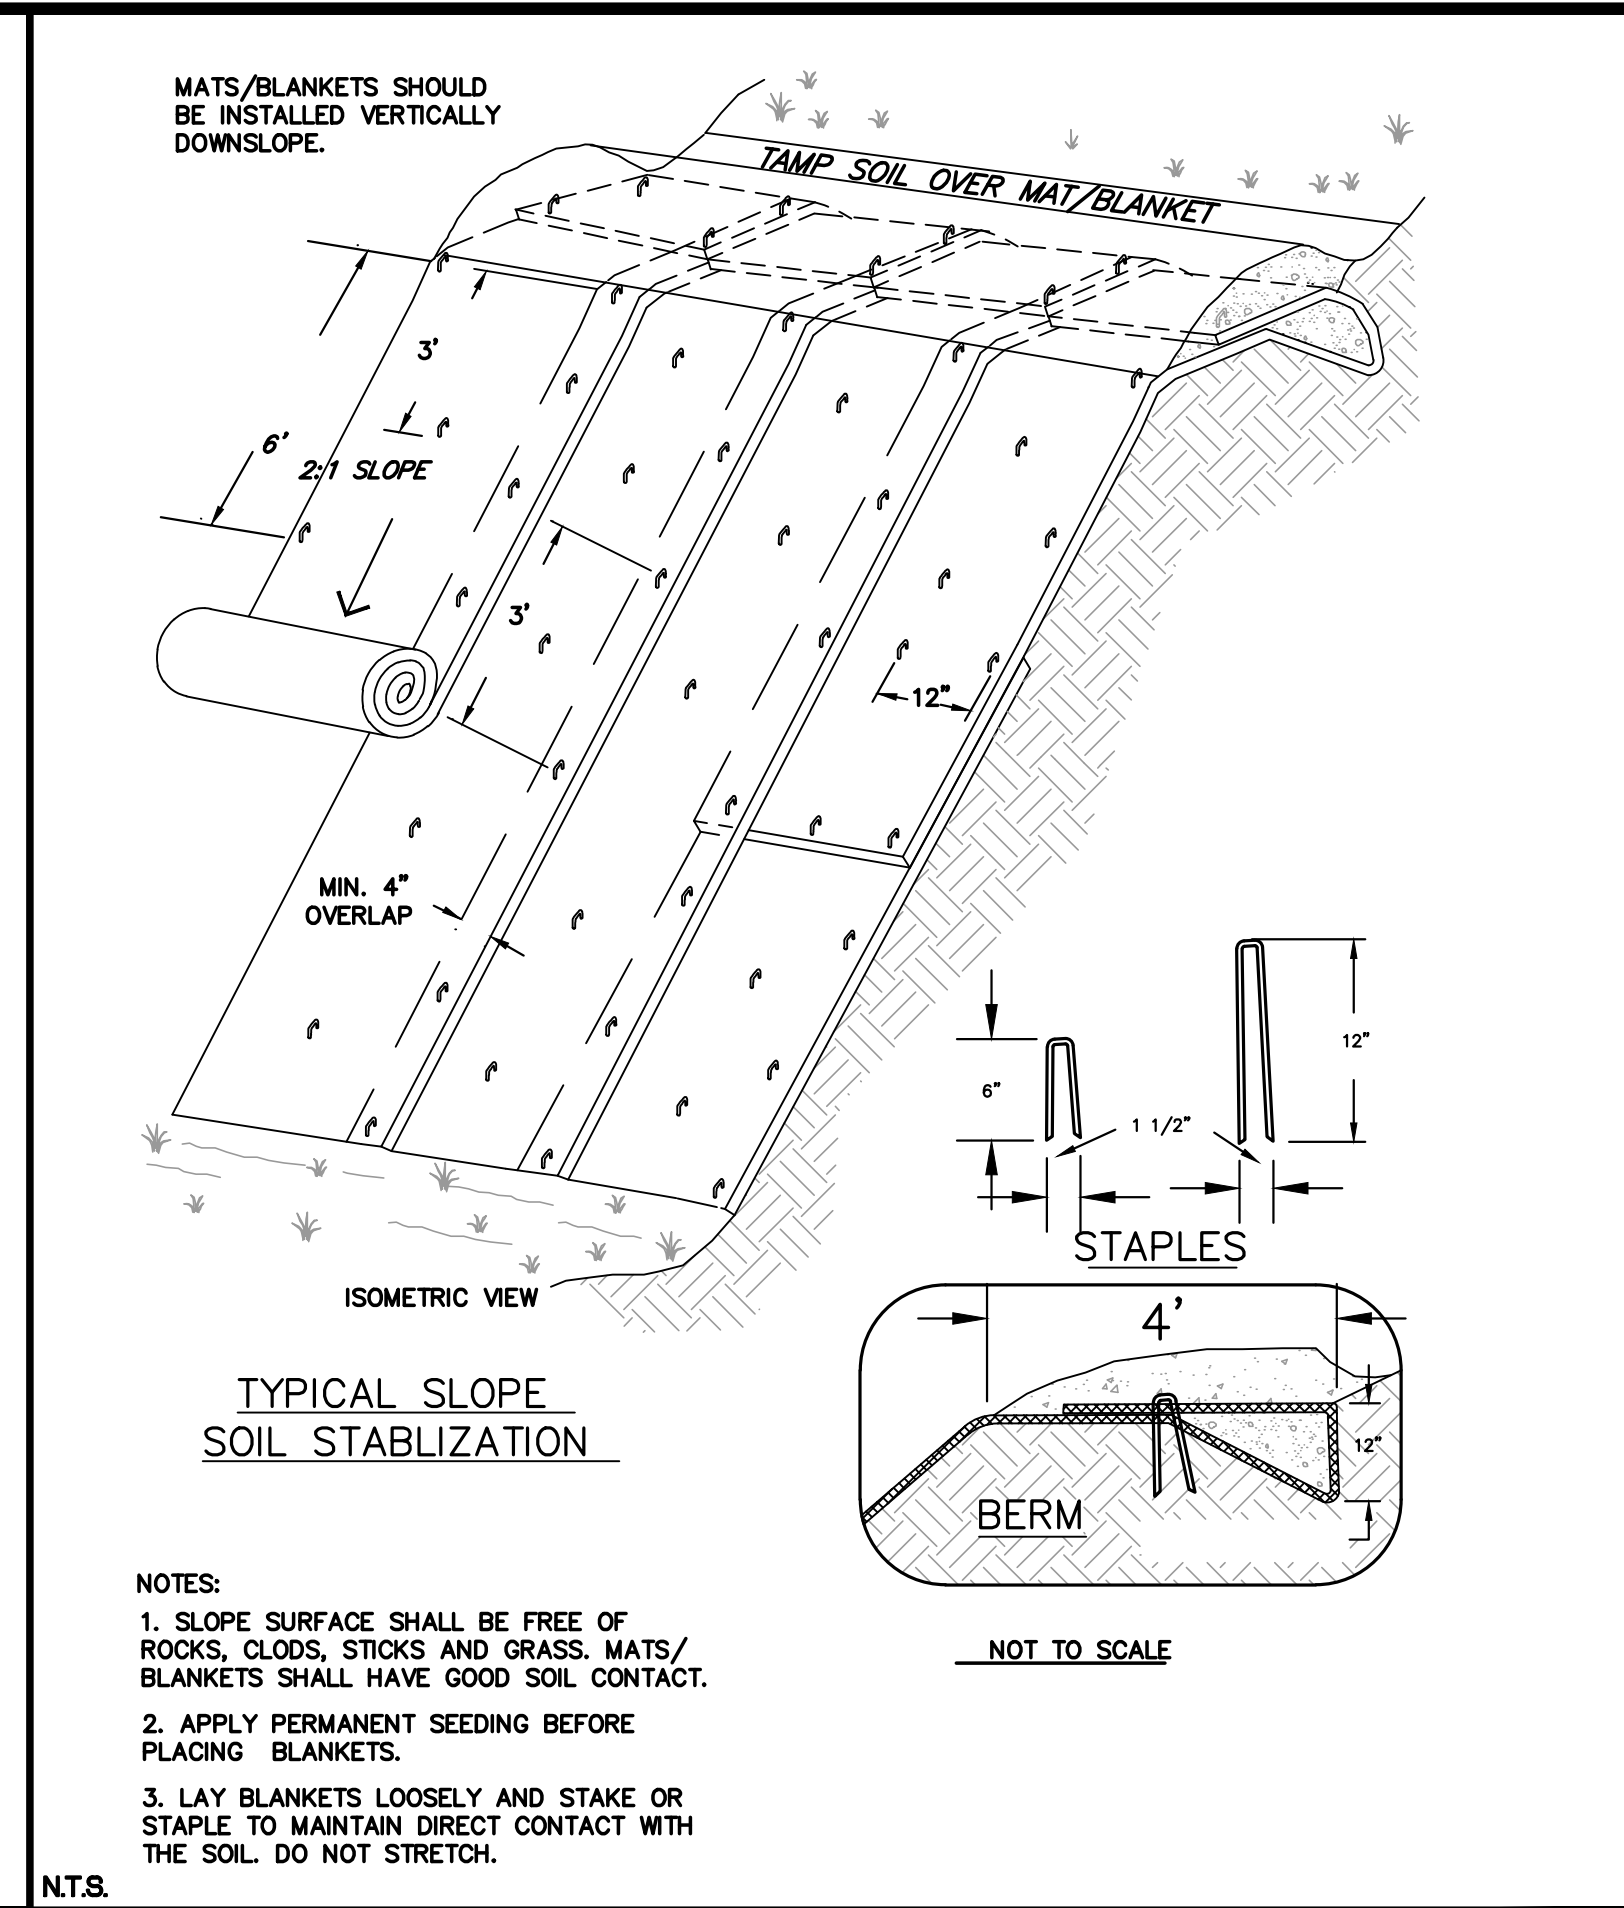 MATS/BLANKETS SHOULD
BE INSTALLED VERTICALLY
DOWNSLOPE.
TAMP SOIL OVER MAT/BLANKET
3'
6'
2:1 SLOPE
3'
12"
MIN. 4"
OVERLAP
12"
6"
1 1/2"
STAPLES
ISOMETRIC VIEW
4'
12"
BERM
TYPICAL SLOPE
SOIL STABLIZATION
NOT TO SCALE
NOTES:
1. SLOPE SURFACE SHALL BE FREE OF
ROCKS, CLODS, STICKS AND GRASS. MATS/
BLANKETS SHALL HAVE GOOD SOIL CONTACT.
2. APPLY PERMANENT SEEDING BEFORE
PLACING BLANKETS.
3. LAY BLANKETS LOOSELY AND STAKE OR
STAPLE TO MAINTAIN DIRECT CONTACT WITH
THE SOIL. DO NOT STRETCH.
N.T.S.